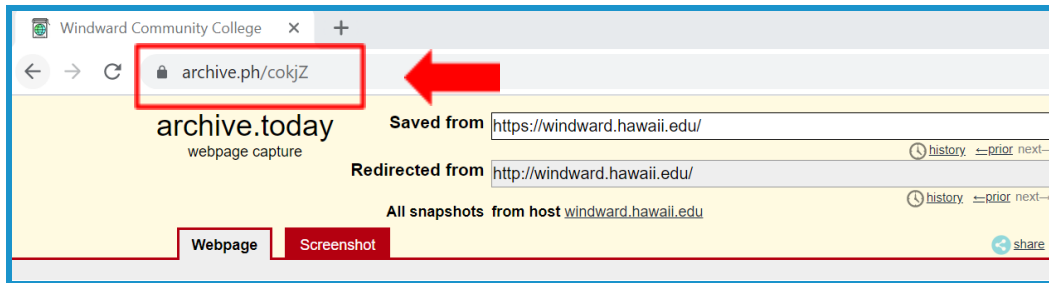 Windward Community College
archive.ph/cokjZ
archive.today
webpage capture
Saved from https://windward.hawaii.edu/
history ←prior next
Redirected from http://windward.hawaii.edu/
history ←prior next
All snapshots from host windward.hawaii.edu
Webpage Screenshot share